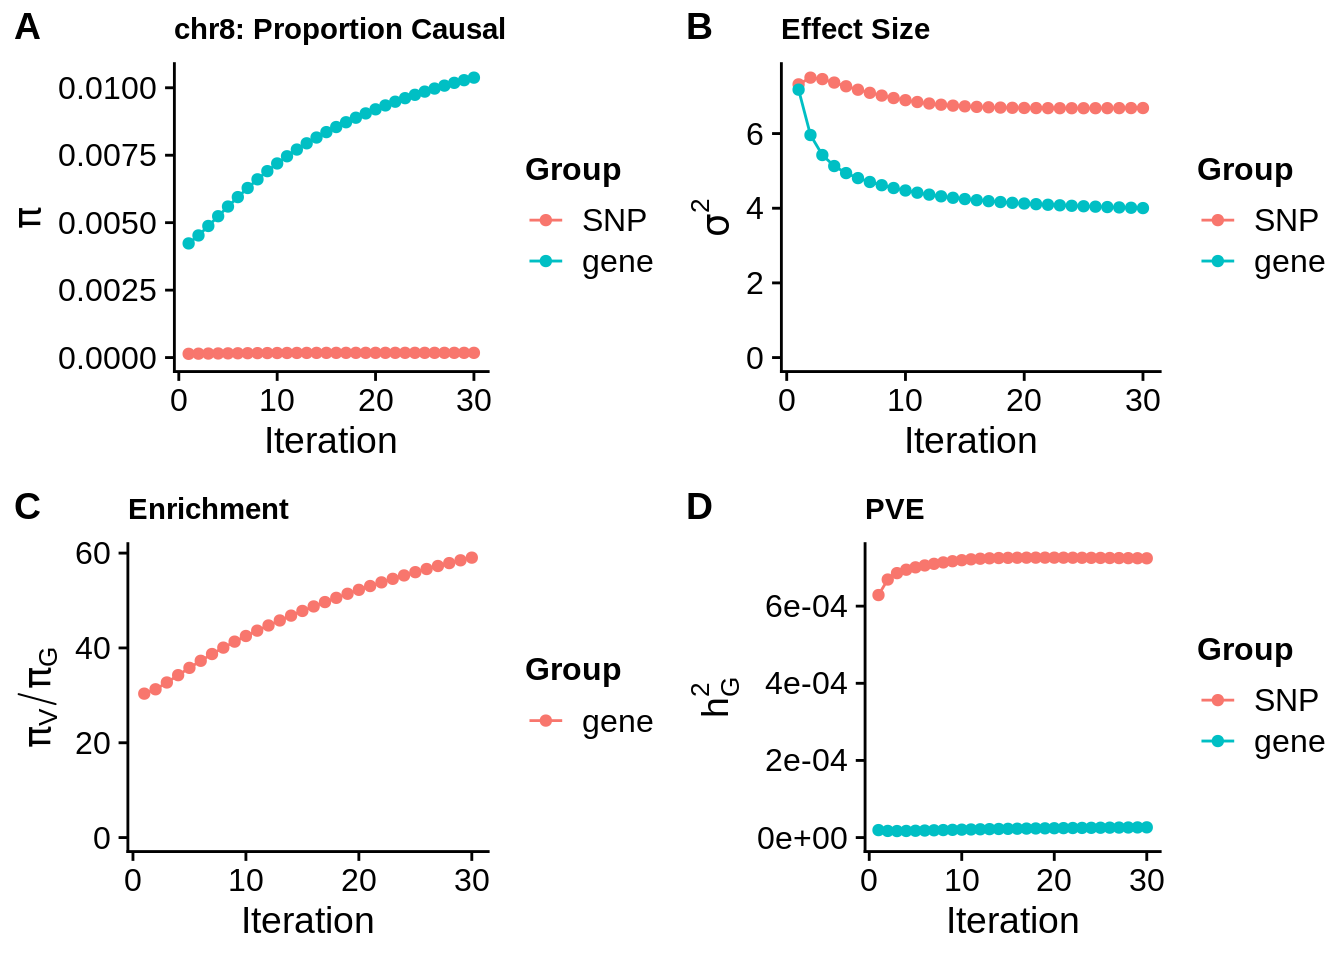 A
chr8: Proportion Causal
π
0.0100
0.0075
0.0050
0.0025
0.0000
0 10 20 30
Iteration
Group
SNP
gene
B
Effect Size
σ²
6
4
2
0
0 10 20 30
Iteration
Group
SNP
gene
C
Enrichment
π_V/π_G
60
40
20
0
0 10 20 30
Iteration
Group
gene
D
PVE
h²_G
6e-04
4e-04
2e-04
0e+00
0 10 20 30
Iteration
Group
SNP
gene